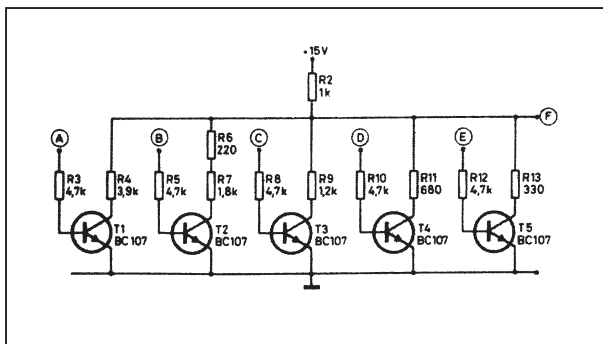 +15V
R2
1k
F
A
B
C
D
E
R6
220
R3
4,7k
R4
3,9k
R5
4,7k
R7
1,8k
R8
4,7k
R9
1,2k
R10
4,7k
R11
680
R12
4,7k
R13
330
T1
BC107
T2
BC107
T3
BC107
T4
BC107
T5
BC107